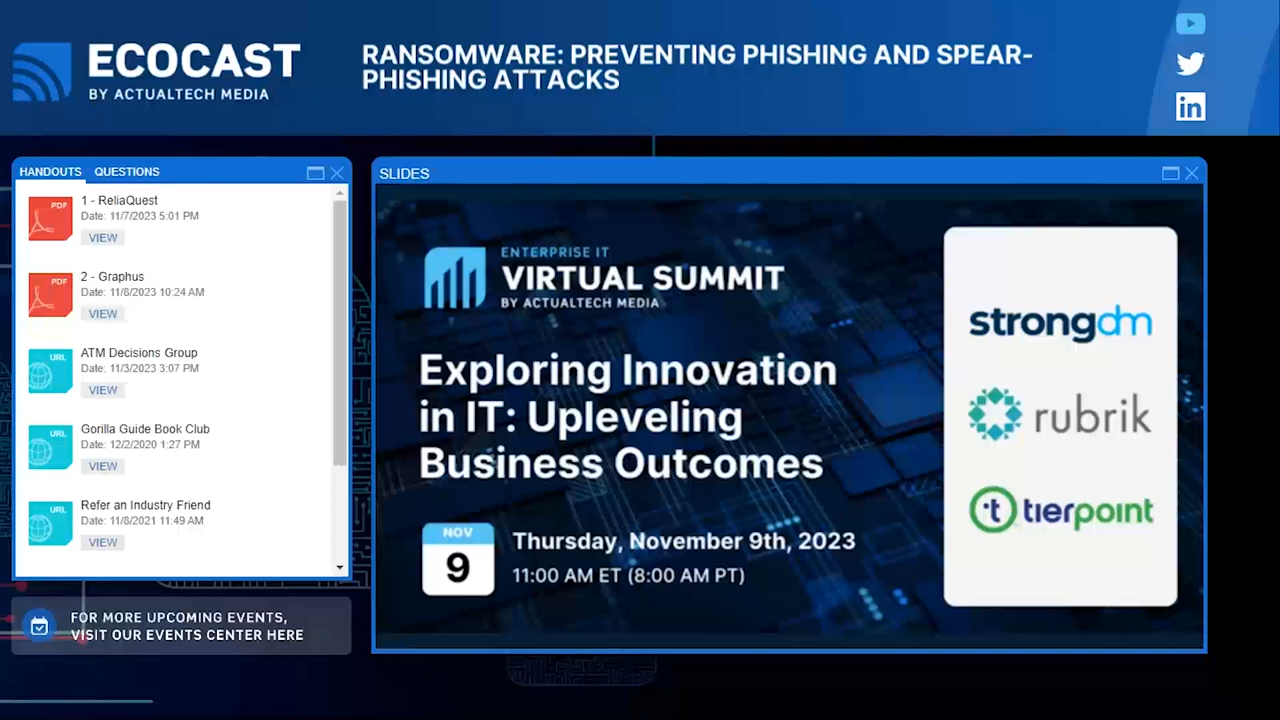 ECOCAST
BY ACTUALTECH MEDIA
RANSOMWARE: PREVENTING PHISHING AND SPEAR-
PHISHING ATTACKS
in
HANDOUTS
QUESTIONS
PDF
1 - ReliaQuest
Date: 11/7/2023 5:01 PM
VIEW
PDF
2 - Graphus
Date: 11/8/2023 10:24 AM
VIEW
URL
ATM Decisions Group
Date: 11/3/2023 3:07 PM
VIEW
URL
Gorilla Guide Book Club
Date: 12/2/2020 1:27 PM
VIEW
URL
Refer an Industry Friend
Date: 11/8/2021 11:49 AM
VIEW
FOR MORE UPCOMING EVENTS,
VISIT OUR EVENTS CENTER HERE
SLIDES
ENTERPRISE IT
VIRTUAL SUMMIT
BY ACTUALTECH MEDIA
Exploring Innovation
in IT: Upleveling
Business Outcomes
NOV
9
Thursday, November 9th, 2023
11:00 AM ET (8:00 AM PT)
strongdm
rubrik
t
tierpoint